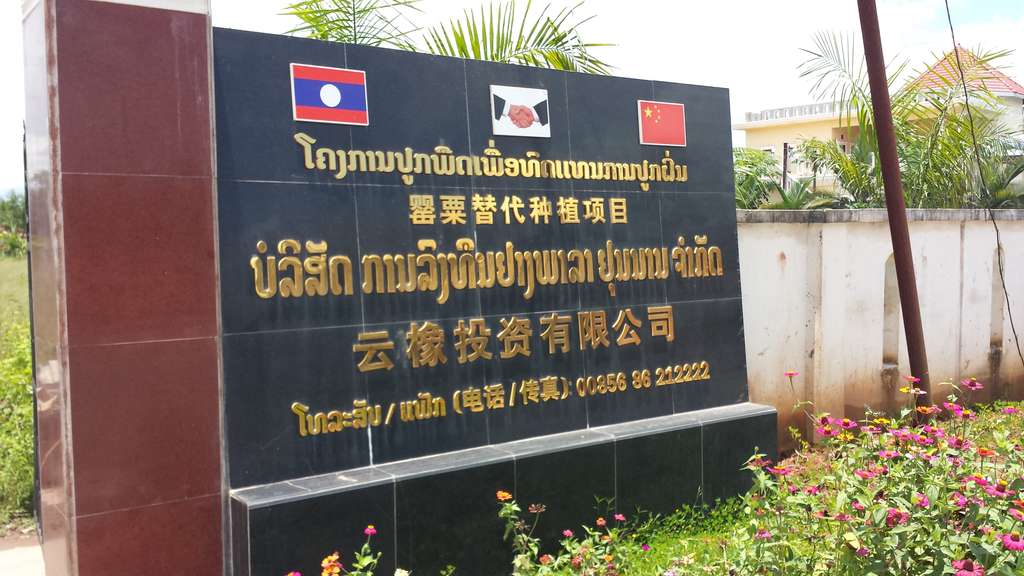 ໂຄງການປູກພືດເພື່ອທົດແທນການປູກຝິ່ນ
罂粟替代种植项目
ບໍລິສັດ ການລົງທຶນຢາງພາລາ ຢຸນນານ ຈຳກັດ
云橡投资有限公司
ໂທລະສັບ / ແຟັກ (电话/传真): 00856 86 212222